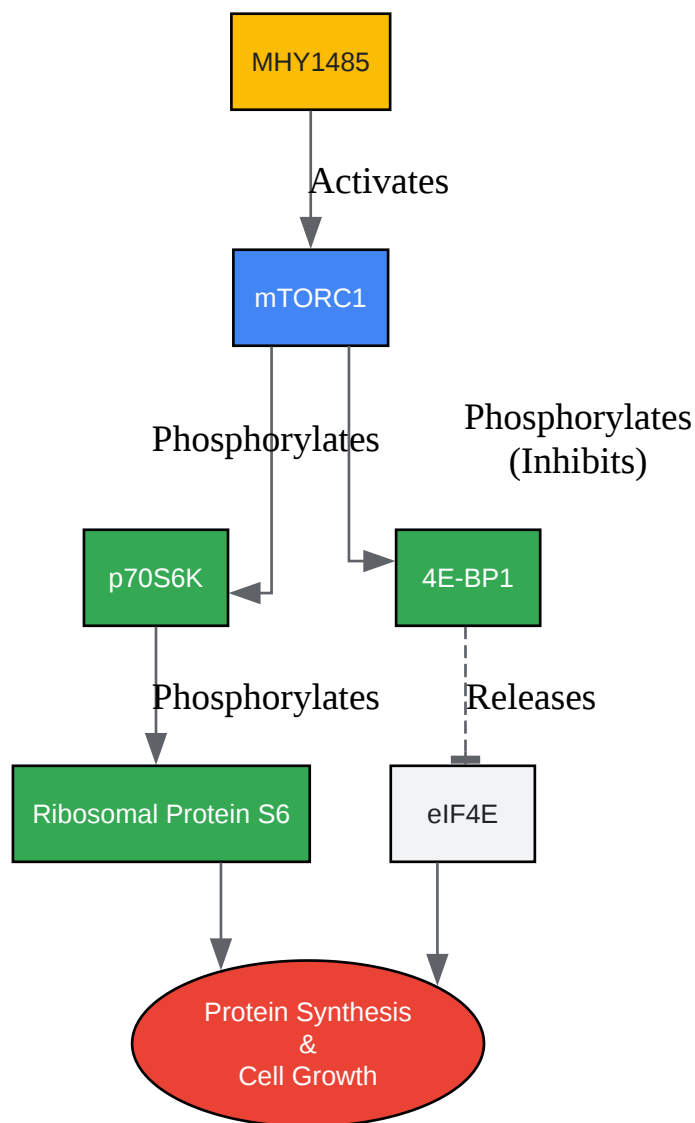 MHY1485
Activates
mTORC1
Phosphorylates
Phosphorylates
(Inhibits)
p70S6K
4E-BP1
Phosphorylates
Releases
Ribosomal Protein S6
eIF4E
Protein Synthesis
&
Cell Growth